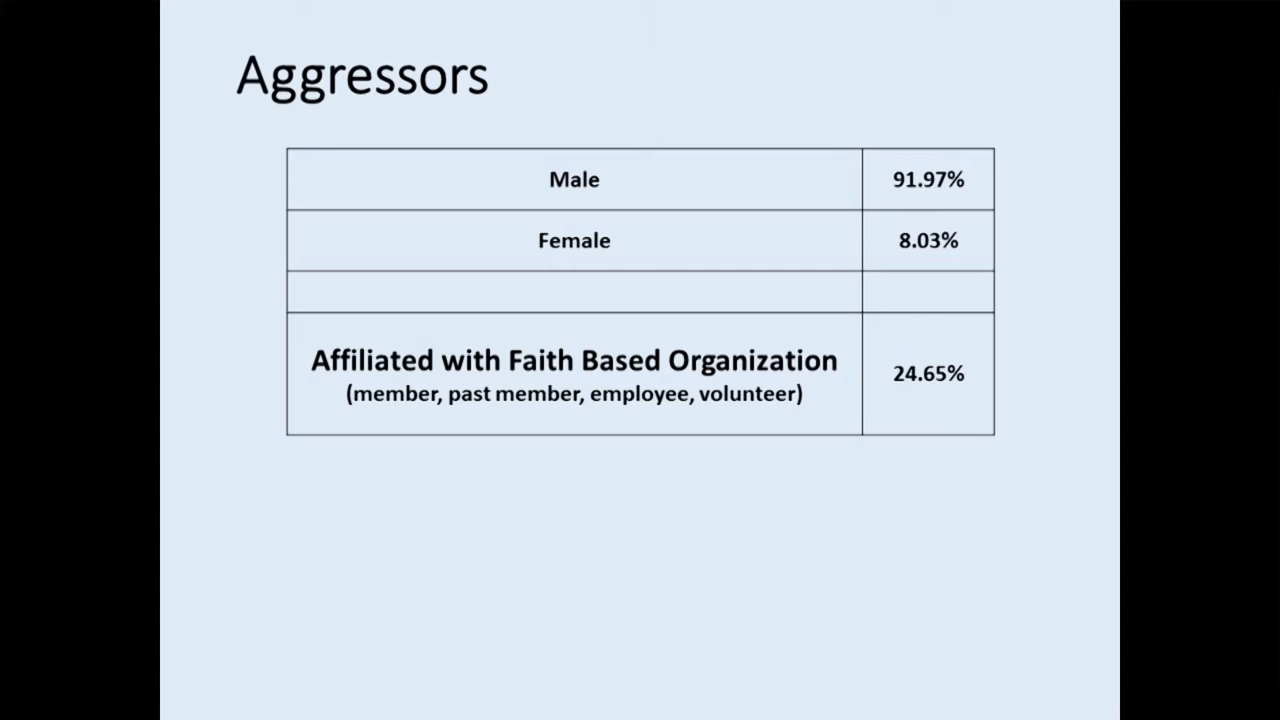 Aggressors
Male 91.97%
Female 8.03%
Affiliated with Faith Based Organization
(member, past member, employee, volunteer)
24.65%